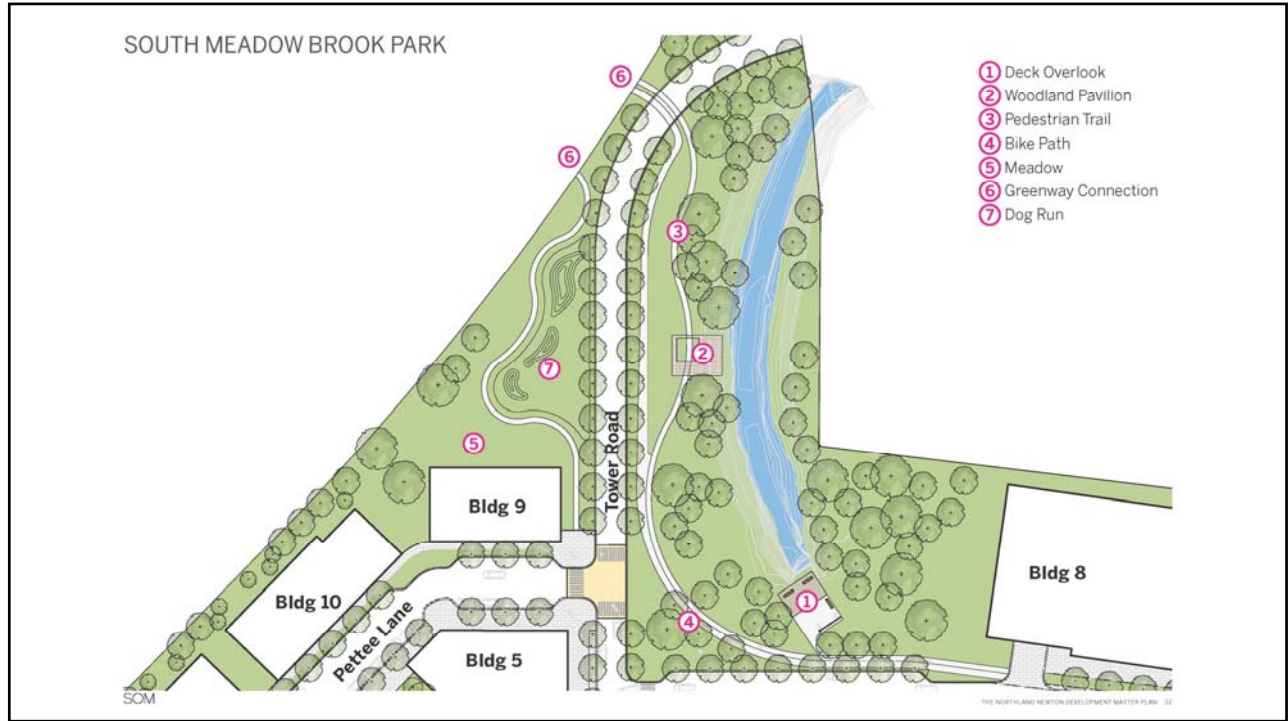 SOUTH MEADOW BROOK PARK
1 Deck Overlook
2 Woodland Pavilion
3 Pedestrian Trail
4 Bike Path
5 Meadow
6 Greenway Connection
7 Dog Run
6
6
3
2
7
5
Tower Road
Bldg 9
Bldg 8
Bldg 10
1
4
Pettee Lane
Bldg 5
SOM
THE NORTHLAND NEWTON DEVELOPMENT MASTER PLAN 32